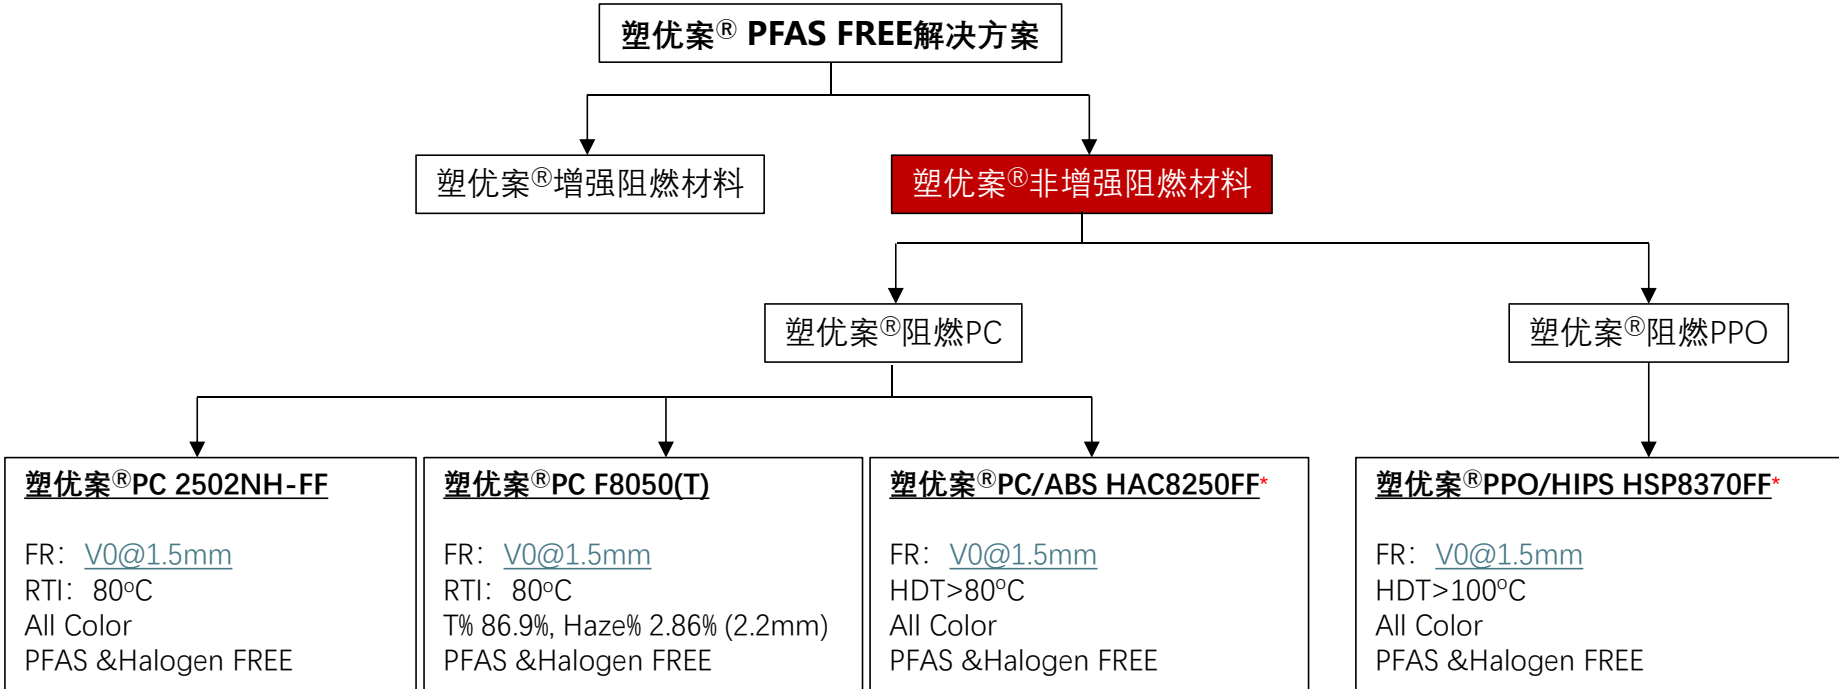 塑优案® PFAS FREE解决方案
塑优案®增强阻燃材料
塑优案®非增强阻燃材料
塑优案®阻燃PC
塑优案®阻燃PPO
塑优案®PC 2502NH-FF
FR： V0@1.5mm
RTI： 80°C
All Color
PFAS &Halogen FREE
塑优案®PC F8050(T)
FR： V0@1.5mm
RTI： 80°C
T% 86.9%, Haze% 2.86% (2.2mm)
PFAS &Halogen FREE
塑优案®PC/ABS HAC8250FF*
FR： V0@1.5mm
HDT>80°C
All Color
PFAS &Halogen FREE
塑优案®PPO/HIPS HSP8370FF*
FR： V0@1.5mm
HDT>100°C
All Color
PFAS &Halogen FREE